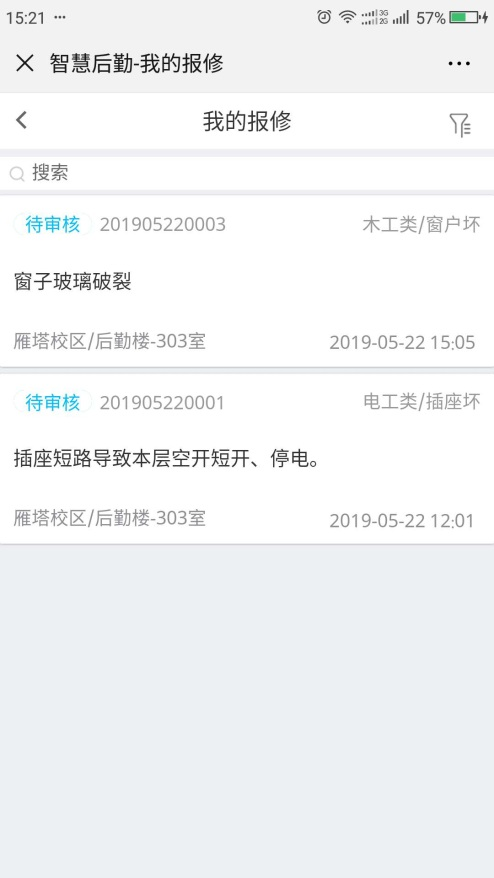 15:21 ··· 3G 2G 57%
智慧后勤-我的报修
我的报修
搜索
待审核 201905220003 木工类/窗户坏
窗子玻璃破裂
雁塔校区/后勤楼-303室 2019-05-22 15:05
待审核 201905220001 电工类/插座坏
插座短路导致本层空开短开、停电。
雁塔校区/后勤楼-303室 2019-05-22 12:01